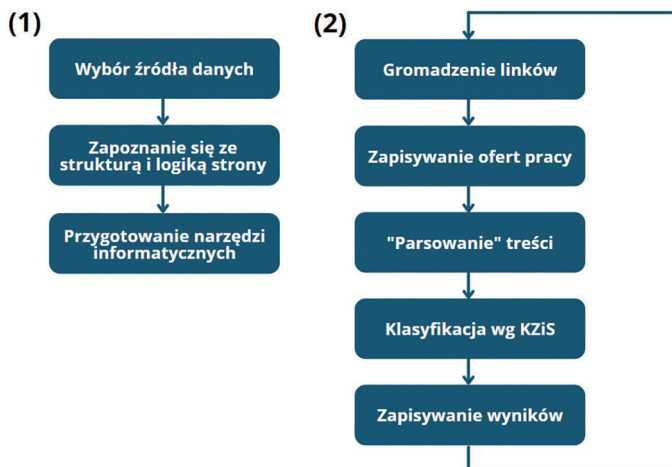 (1)
Wybór źródła danych
Zapoznanie się ze
strukturą i logiką strony
Przygotowanie narzędzi
informatycznych
(2)
Gromadzenie linków
Zapisywanie ofert pracy
"Parsowanie" treści
Klasyfikacja wg KZiS
Zapisywanie wyników